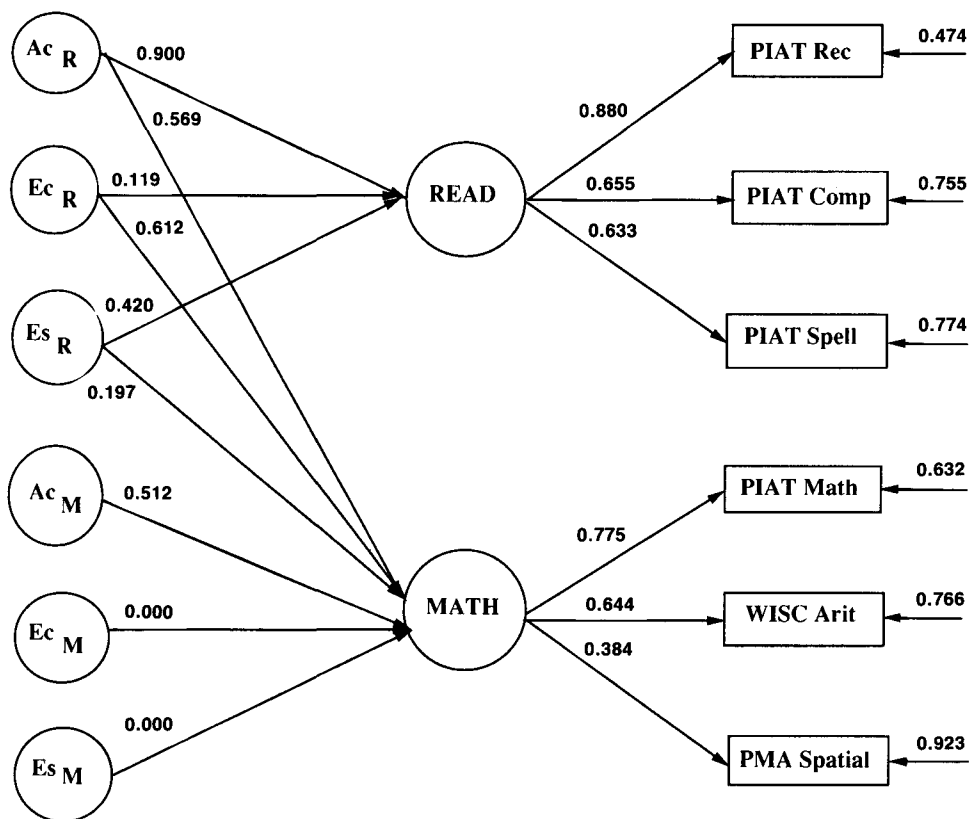 Ac R
0.900
0.569
Ec R
0.119
0.612
Es R
0.420
0.197
Ac M
0.512
Ec M
0.000
Es M
0.000
READ
0.880
0.655
0.633
MATH
0.775
0.644
0.384
PIAT Rec
0.474
PIAT Comp
0.755
PIAT Spell
0.774
PIAT Math
0.632
WISC Arit
0.766
PMA Spatial
0.923